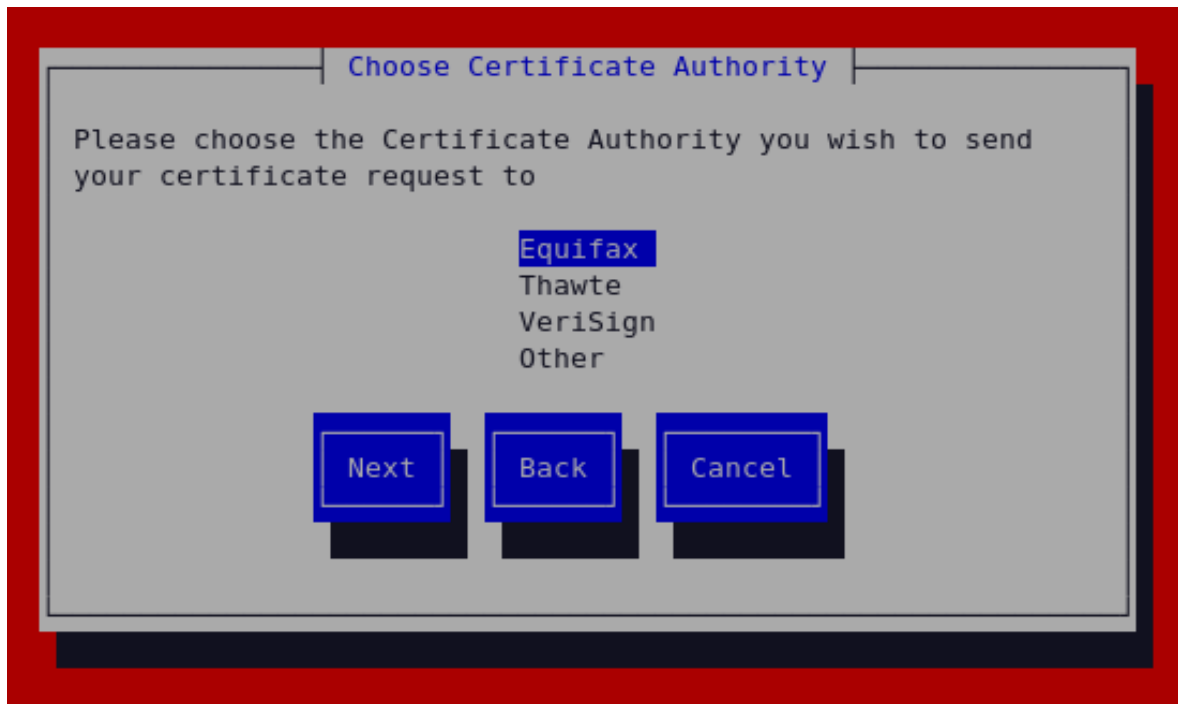 Choose Certificate Authority
Please choose the Certificate Authority you wish to send
your certificate request to
Equifax
Thawte
VeriSign
Other
Next Back Cancel